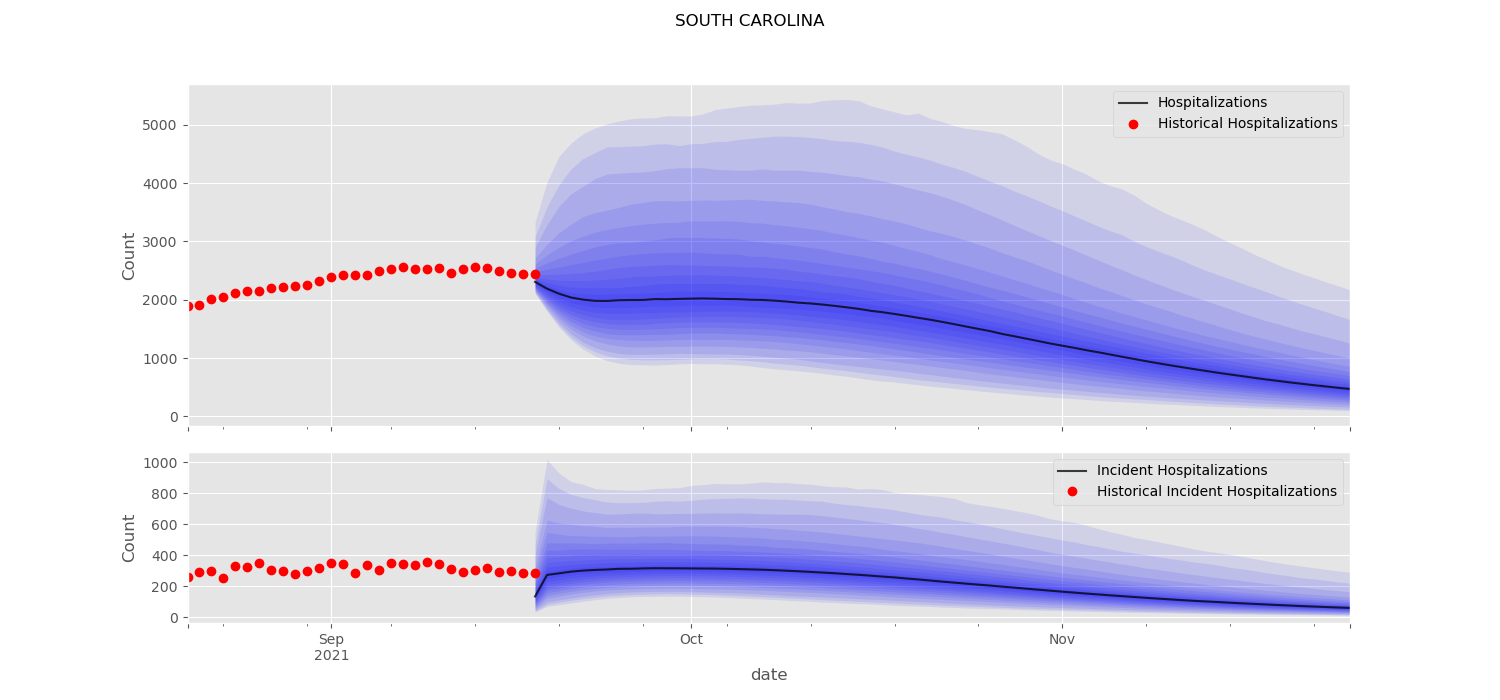 SOUTH CAROLINA
Hospitalizations
Historical Hospitalizations
Count
5000
4000
3000
2000
1000
0
Incident Hospitalizations
Historical Incident Hospitalizations
Count
1000
800
600
400
200
0
Sep
2021
Oct
Nov
date